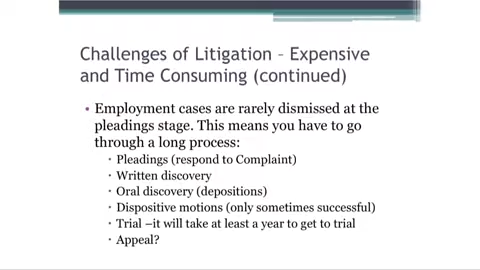 Challenges of Litigation – Expensive
and Time Consuming (continued)
• Employment cases are rarely dismissed at the
pleadings stage. This means you have to go
through a long process:
• Pleadings (respond to Complaint)
• Written discovery
• Oral discovery (depositions)
• Dispositive motions (only sometimes successful)
• Trial –it will take at least a year to get to trial
• Appeal?